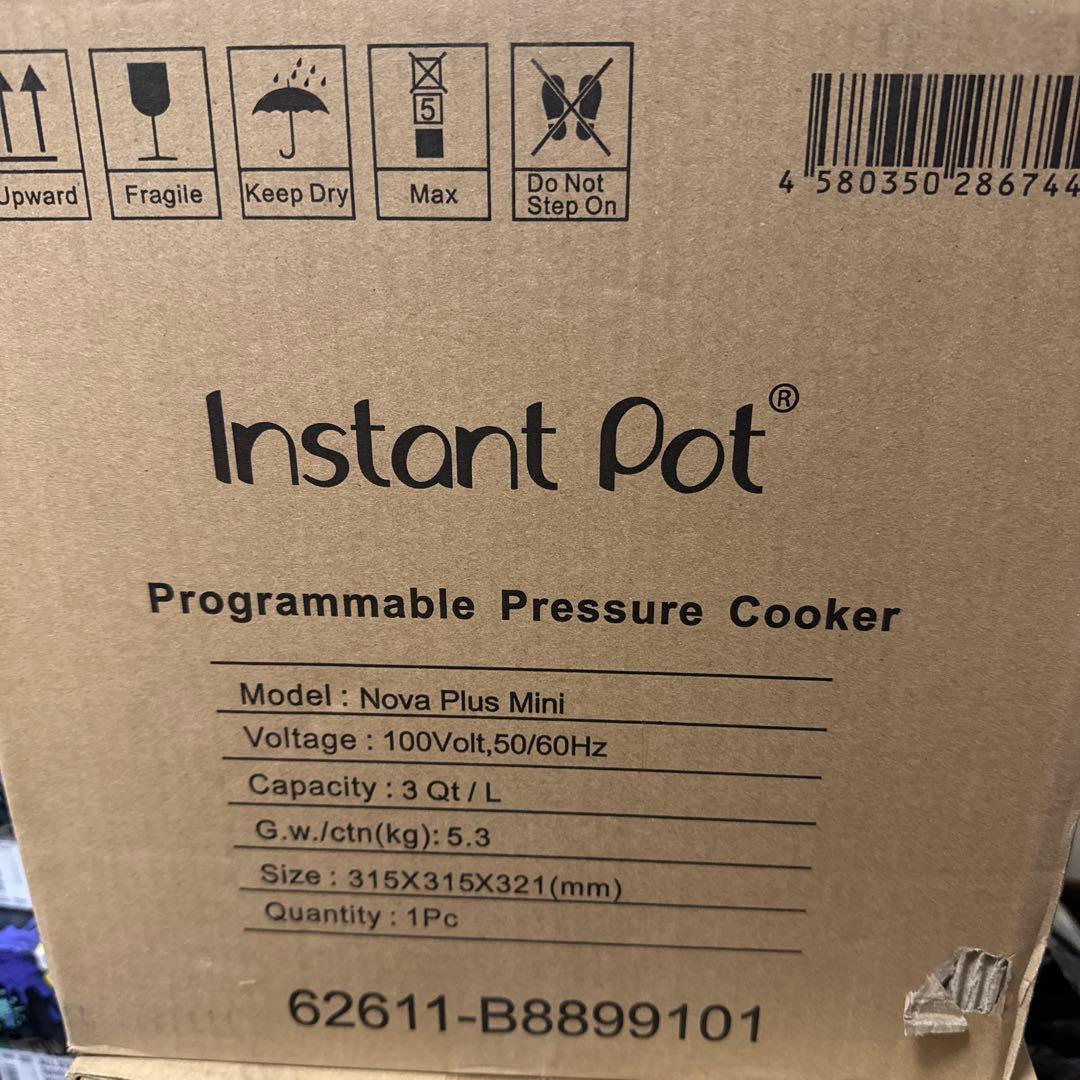 Upward
Fragile
Keep Dry
5
Max
Do Not
Step On
4 580350 286744
Instant Pot®
Programmable Pressure Cooker
Model : Nova Plus Mini
Voltage : 100Volt,50/60Hz
Capacity : 3 Qt / L
G.w./ctn(kg): 5.3
Size : 315X315X321(mm)
Quantity : 1Pc
62611-B8899101